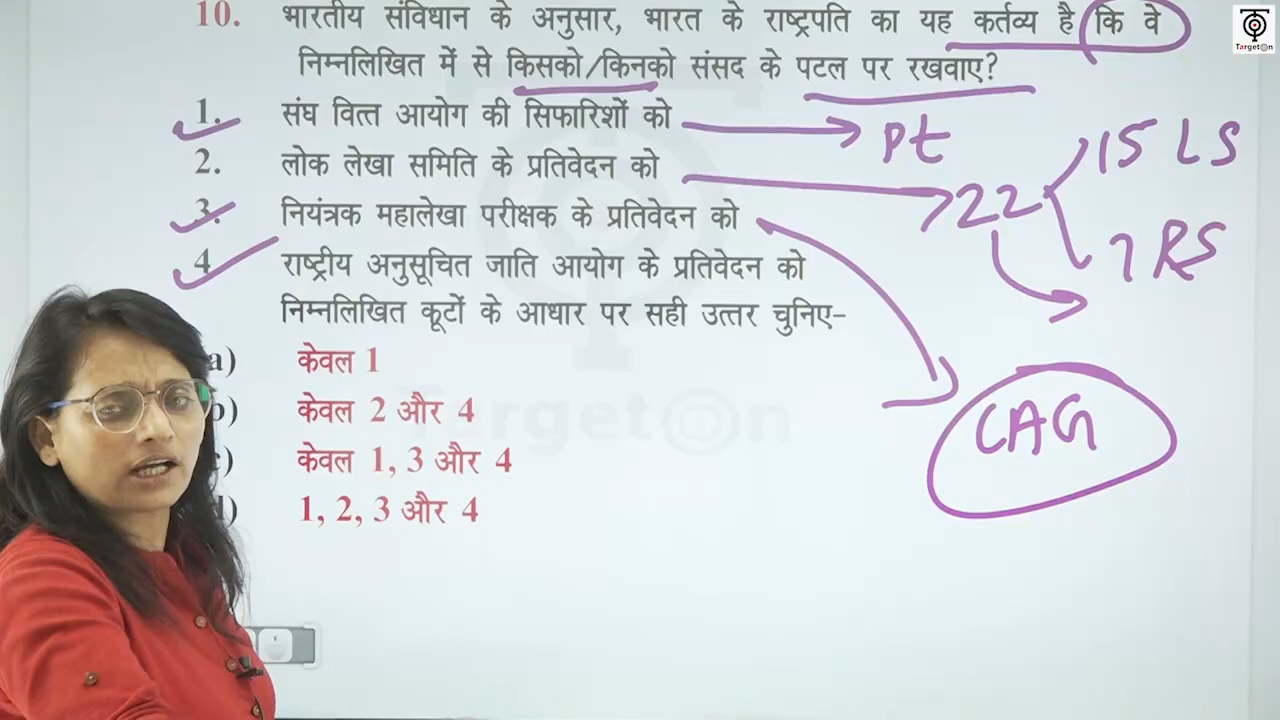 10. भारतीय संविधान के अनुसार, भारत के राष्ट्रपति का यह कर्तव्य है कि वे
निम्नलिखित में से किसको/किनको संसद के पटल पर रखवाए?
1. संघ वित्त आयोग की सिफारिशों को
Pt
15 LS
2. लोक लेखा समिति के प्रतिवेदन को
22
7 RS
3. नियंत्रक महालेखा परीक्षक के प्रतिवेदन को
4 राष्ट्रीय अनुसूचित जाति आयोग के प्रतिवेदन को
निम्नलिखित कूटों के आधार पर सही उत्तर चुनिए-
a) केवल 1
b) केवल 2 और 4
c) केवल 1, 3 और 4
d) 1, 2, 3 और 4
CAG
TargetOn
TargetOn